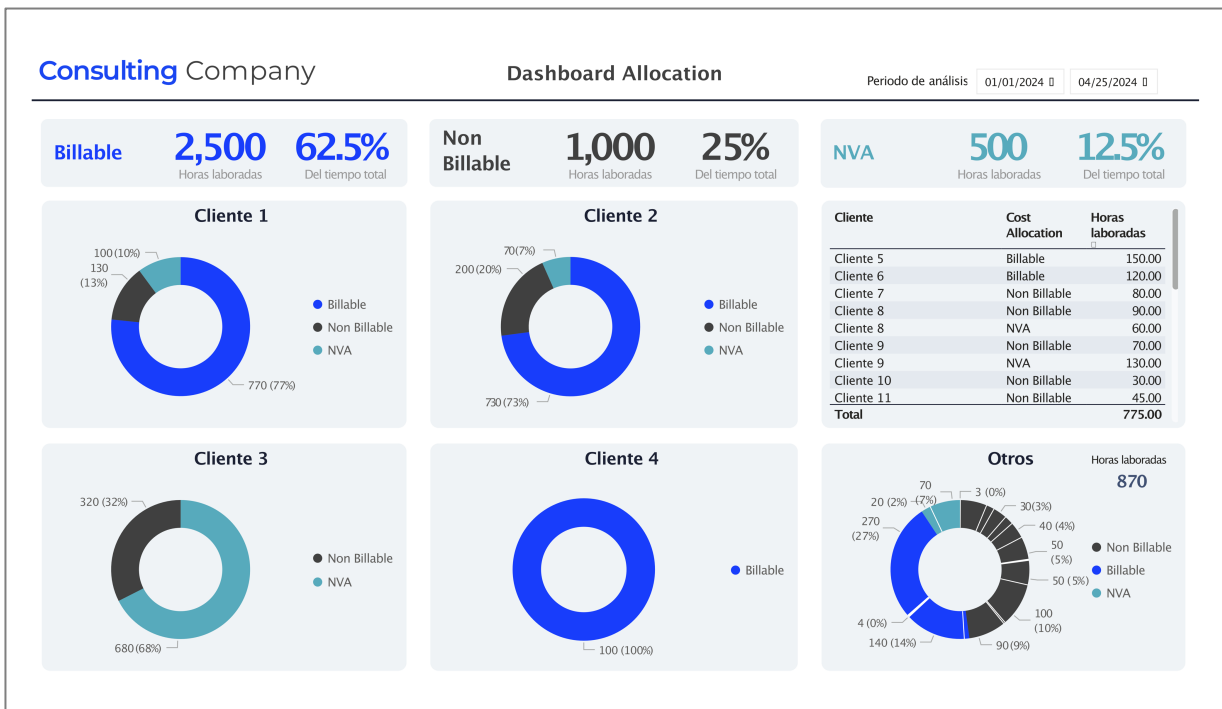 Consulting Company
Dashboard Allocation
Periodo de análisis 01/01/2024 04/25/2024
Billable 2,500 62.5%
Horas laboradas Del tiempo total
Non
Billable 1,000 25%
Horas laboradas Del tiempo total
NVA 500 12.5%
Horas laboradas Del tiempo total
Cliente 1
100 (10%)
130
(13%)
770 (77%)
Billable
Non Billable
NVA
Cliente 2
70 (7%)
200 (20%)
730 (73%)
Billable
Non Billable
NVA
Cliente Cost Allocation Horas laboradas
Cliente 5 Billable 150.00
Cliente 6 Billable 120.00
Cliente 7 Non Billable 80.00
Cliente 8 Non Billable 90.00
Cliente 8 NVA 60.00
Cliente 9 Non Billable 70.00
Cliente 9 NVA 130.00
Cliente 10 Non Billable 30.00
Cliente 11 Non Billable 45.00
Total 775.00
Cliente 3
320 (32%)
680 (68%)
Non Billable
NVA
Cliente 4
100 (100%)
Billable
Otros
Horas laboradas
870
70
(7%)
20 (2%)
270
(27%)
4 (0%)
140 (14%)
3 (0%)
30 (3%)
40 (4%)
50
(5%)
50 (5%)
100
(10%)
90 (9%)
Non Billable
Billable
NVA